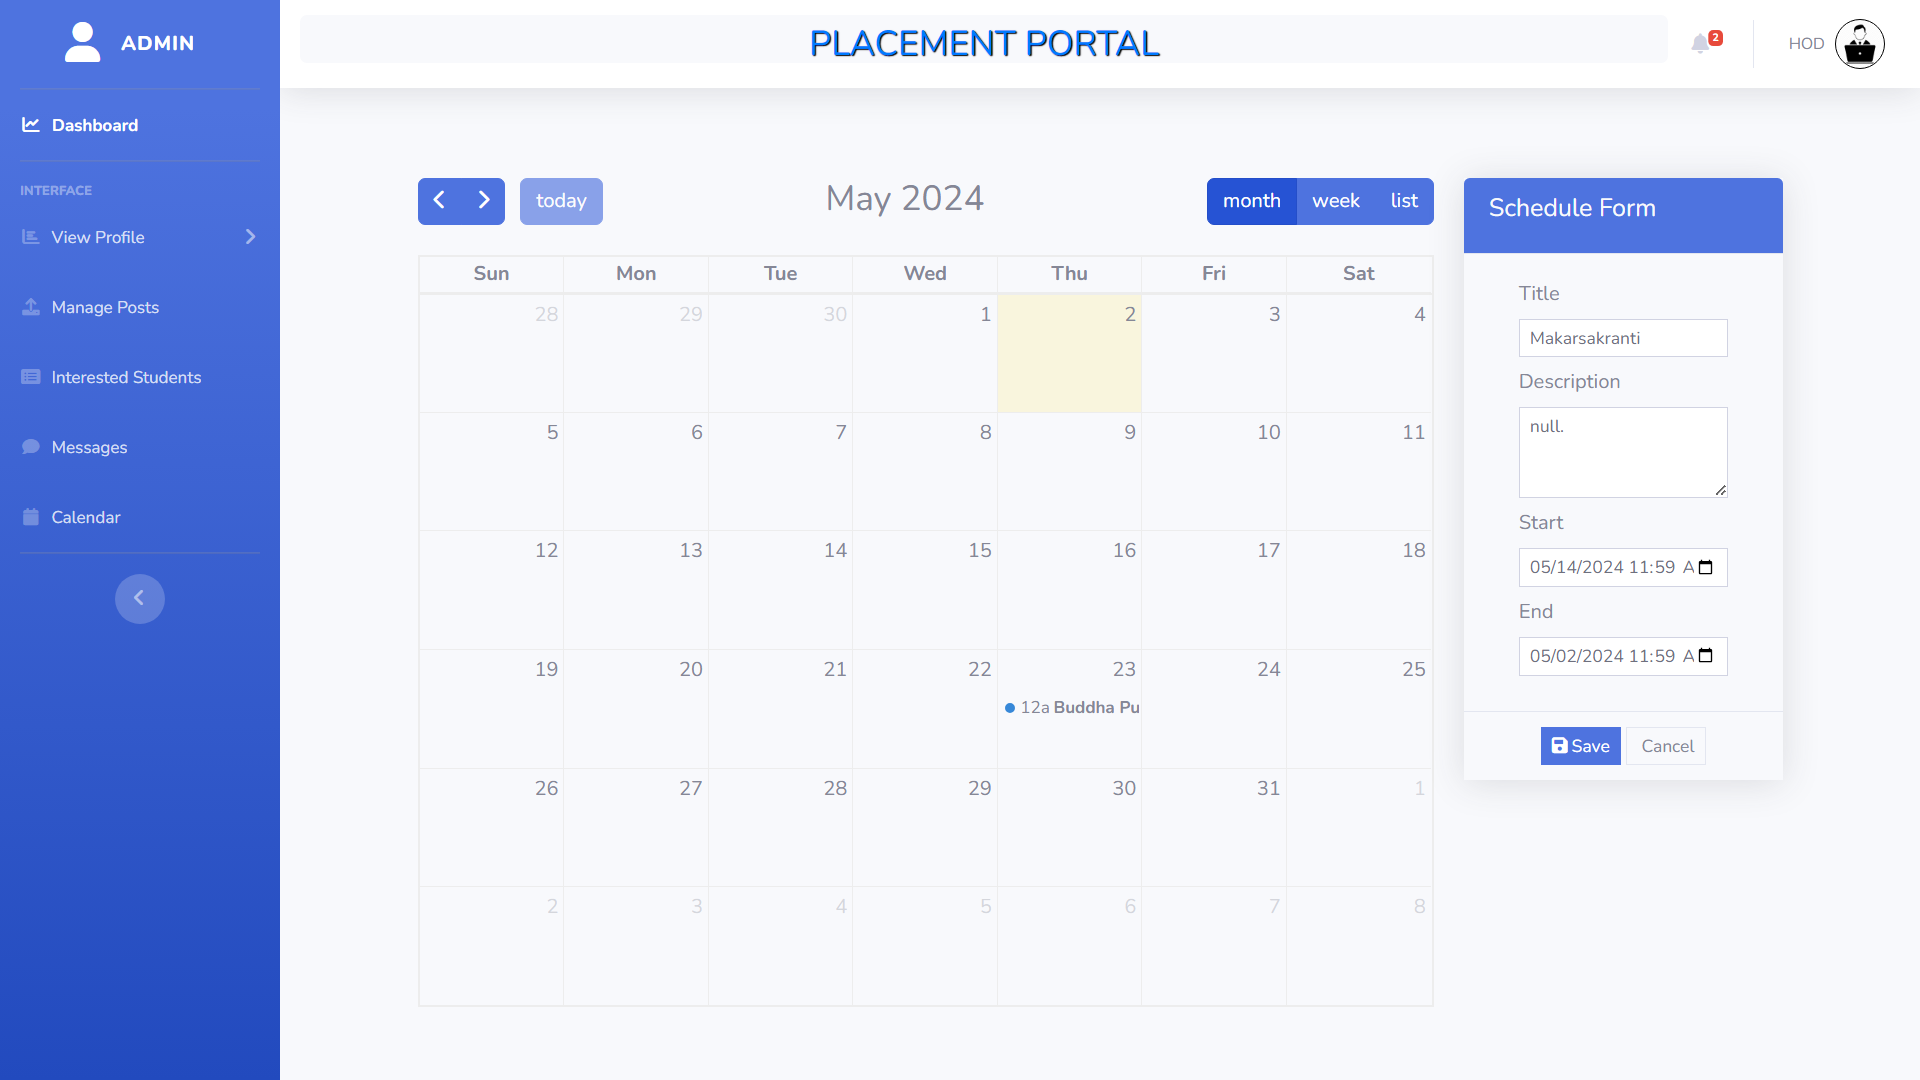 ADMIN
Dashboard
INTERFACE
View Profile
Manage Posts
Interested Students
Messages
Calendar
PLACEMENT PORTAL
2
HOD
today
May 2024
month week list
Sun Mon Tue Wed Thu Fri Sat
28 29 30 1 2 3 4
5 6 7 8 9 10 11
12 13 14 15 16 17 18
19 20 21 22 23 24 25
12a Buddha Pu
26 27 28 29 30 31 1
2 3 4 5 6 7 8
Schedule Form
Title
Makarsakranti
Description
null.
Start
05/14/2024 11:59 A
End
05/02/2024 11:59 A
Save Cancel